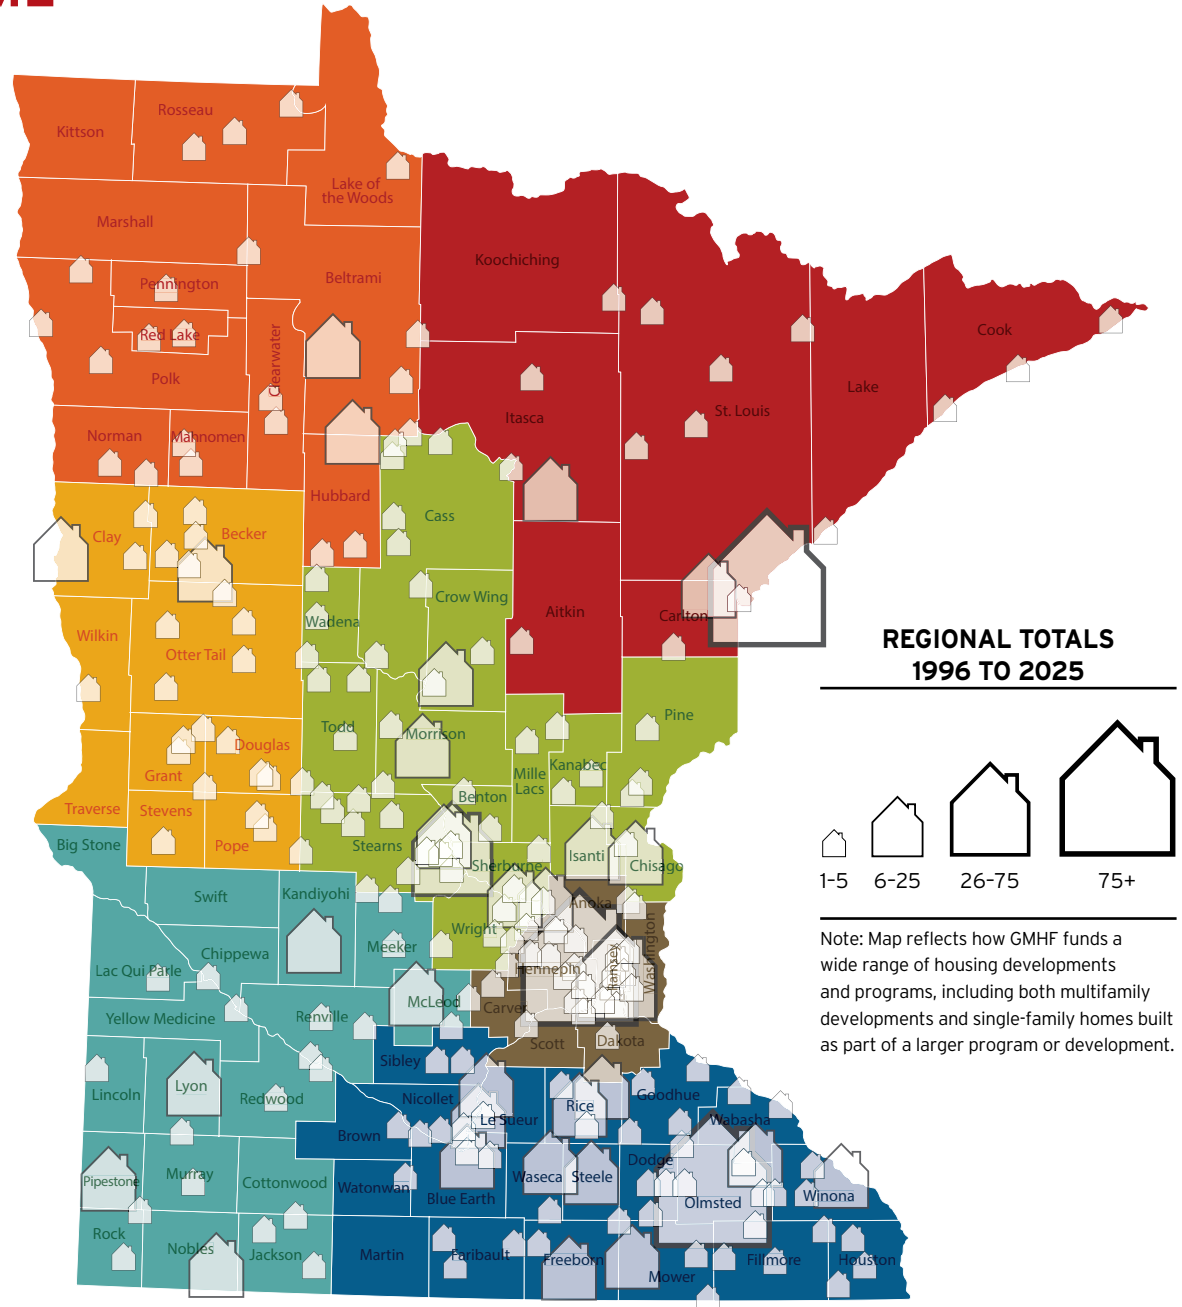 Kittson
Rosseau
Lake of
the Woods
Marshall
Koochiching
Pennington
Beltrami
Red Lake
Clearwater
Polk
Cook
Lake
St. Louis
Itasca
Norman
Mahnomen
Hubbard
Cass
Clay
Becker
Crow Wing
Wadena
Aitkin
Carlton
Wilkin
Otter Tail
Pine
Todd
Morrison
Douglas
Grant
Mille
Lacs
Kanabec
Benton
Traverse
Stevens
Pope
Big Stone
Stearns
Sherburne
Isanti
Chisago
Swift
Kandiyohi
Anoka
Wright
Meeker
Chippewa
Lac Qui Parle
Hennepin
Ramsey
Washington
McLeod
Carver
Yellow Medicine
Renville
Scott
Dakota
Sibley
Lincoln
Lyon
Redwood
Nicollet
Le Sueur
Rice
Goodhue
Wabasha
Brown
Pipestone
Murray
Cottonwood
Watonwan
Blue Earth
Waseca
Steele
Dodge
Olmsted
Winona
Rock
Nobles
Jackson
Martin
Faribault
Freeborn
Mower
Fillmore
Houston
REGIONAL TOTALS
1996 TO 2025
1-5 6-25 26-75 75+
Note: Map reflects how GMHF funds a
wide range of housing developments
and programs, including both multifamily
developments and single-family homes built
as part of a larger program or development.